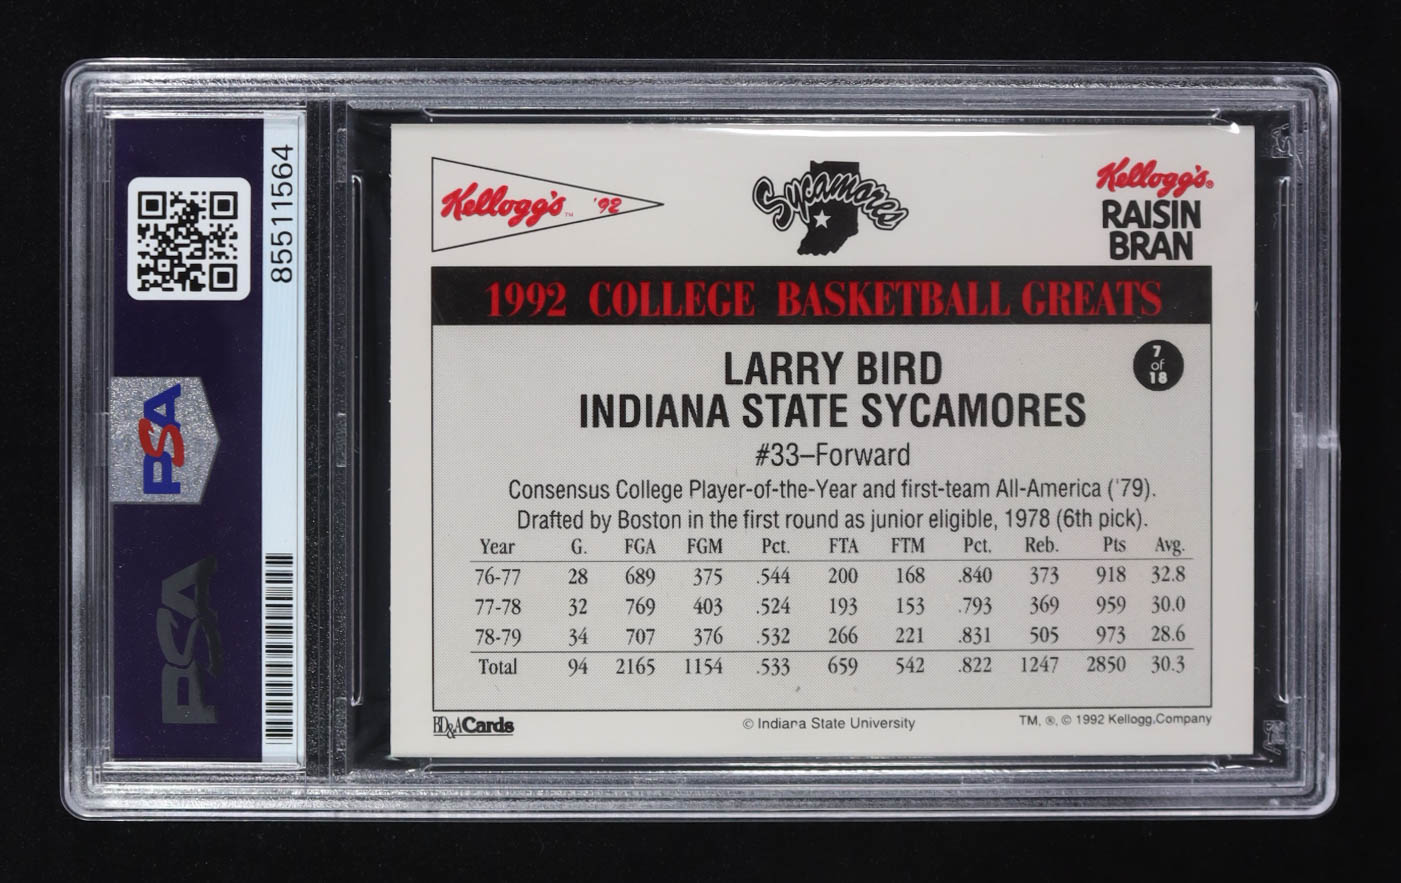 85511564
PSA
PSA
Kellogg's ™ '92
Sycamores
Kellogg's®
RAISIN
BRAN
1992 COLLEGE BASKETBALL GREATS
7
of
18
LARRY BIRD
INDIANA STATE SYCAMORES
#33–Forward
Consensus College Player-of-the-Year and first-team All-America ('79).
Drafted by Boston in the first round as junior eligible, 1978 (6th pick).
Year G. FGA FGM Pct. FTA FTM Pct. Reb. Pts Avg.
76-77 28 689 375 .544 200 168 .840 373 918 32.8
77-78 32 769 403 .524 193 153 .793 369 959 30.0
78-79 34 707 376 .532 266 221 .831 505 973 28.6
Total 94 2165 1154 .533 659 542 .822 1247 2850 30.3
BD&A Cards
© Indiana State University
TM, ®, © 1992 Kellogg Company